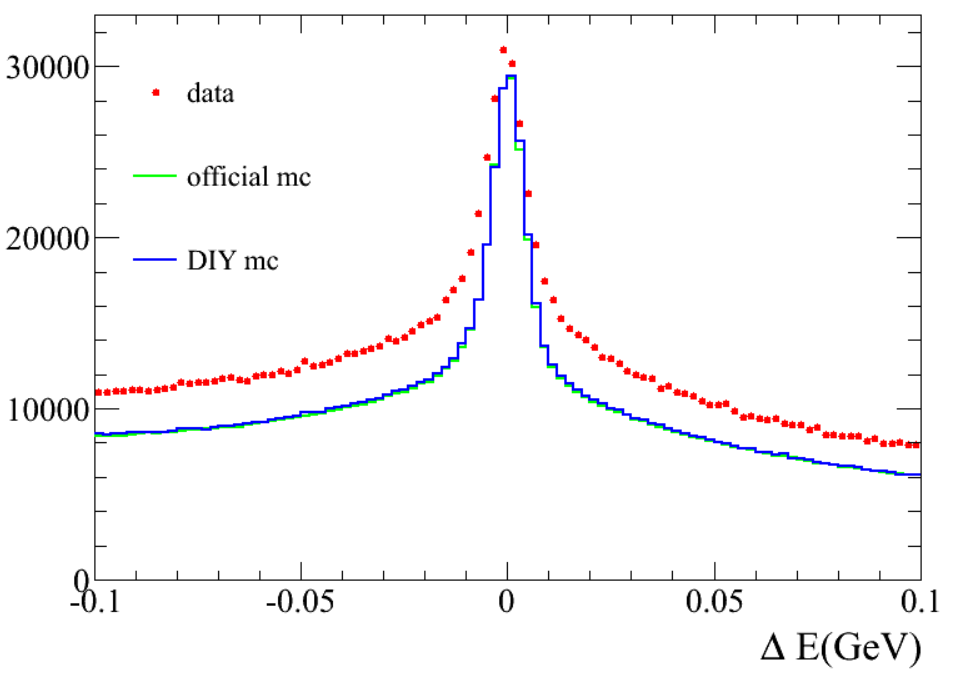 30000
data
official mc
20000
DIY mc
10000
0
-0.1 -0.05 0 0.05 0.1
Δ E(GeV)